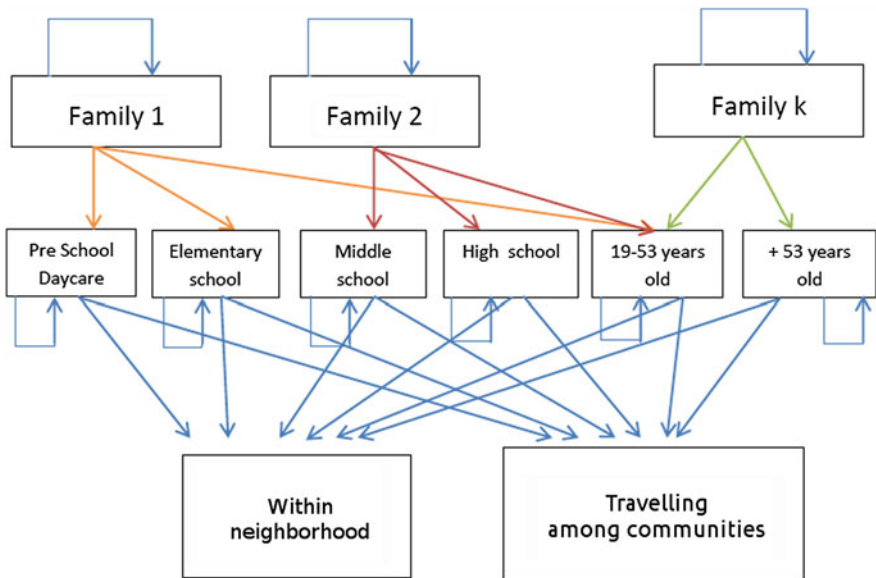 Family 1
Family 2
Family k
Pre School
Daycare
Elementary
school
Middle
school
High school
19-53 years
old
+ 53 years
old
Within
neighborhood
Travelling
among communities